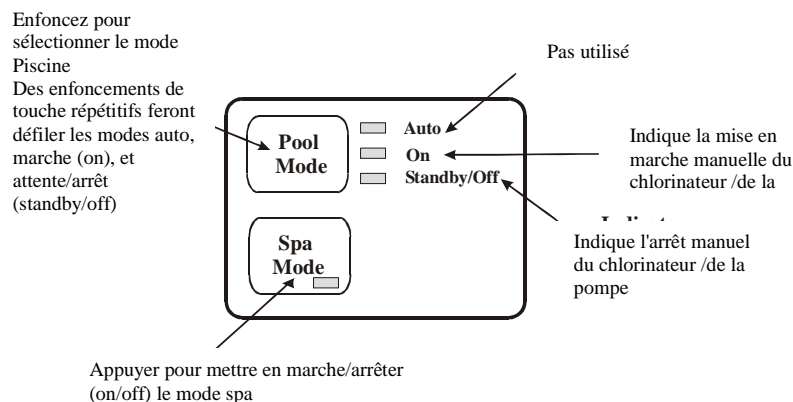 Enfoncez pour
sélectionner le mode
Piscine
Des enfoncements de
touche répétitifs feront
défiler les modes auto,
marche (on), et
attente/arrêt
(standby/off)
Pas utilisé
Pool
Mode
Auto
On
Standby/Off
Indique la mise en
marche manuelle du
chlorinateur /de la
Indique l'arrêt manuel
du chlorinateur /de la
pompe
Spa
Mode
Appuyer pour mettre en marche/arrêter
(on/off) le mode spa